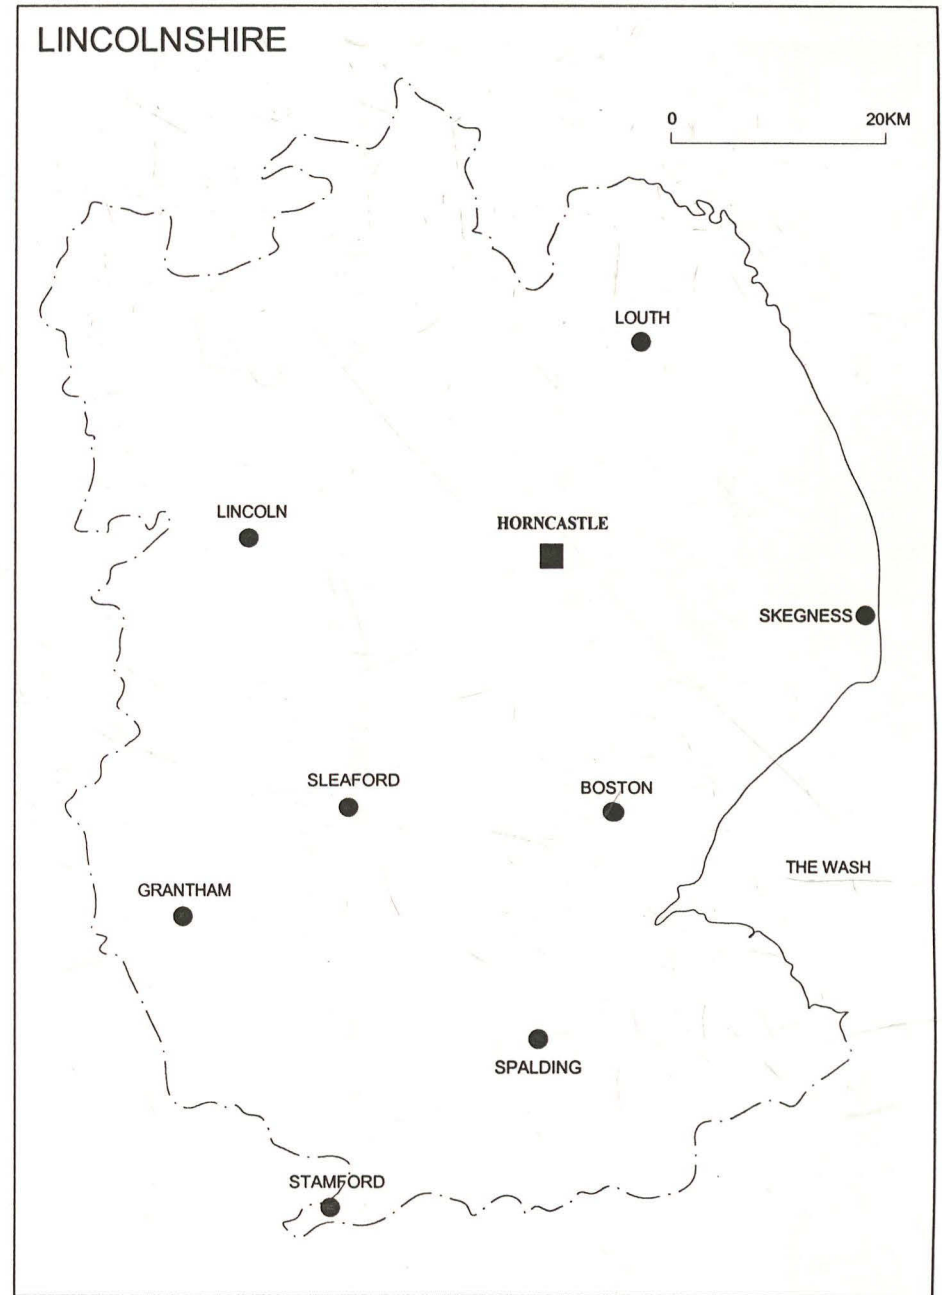 LINCOLNSHIRE
0 20KM
LOUTH
LINCOLN
HORNCASTLE
SKEGNESS
SLEAFORD
BOSTON
THE WASH
GRANTHAM
SPALDING
STAMFORD